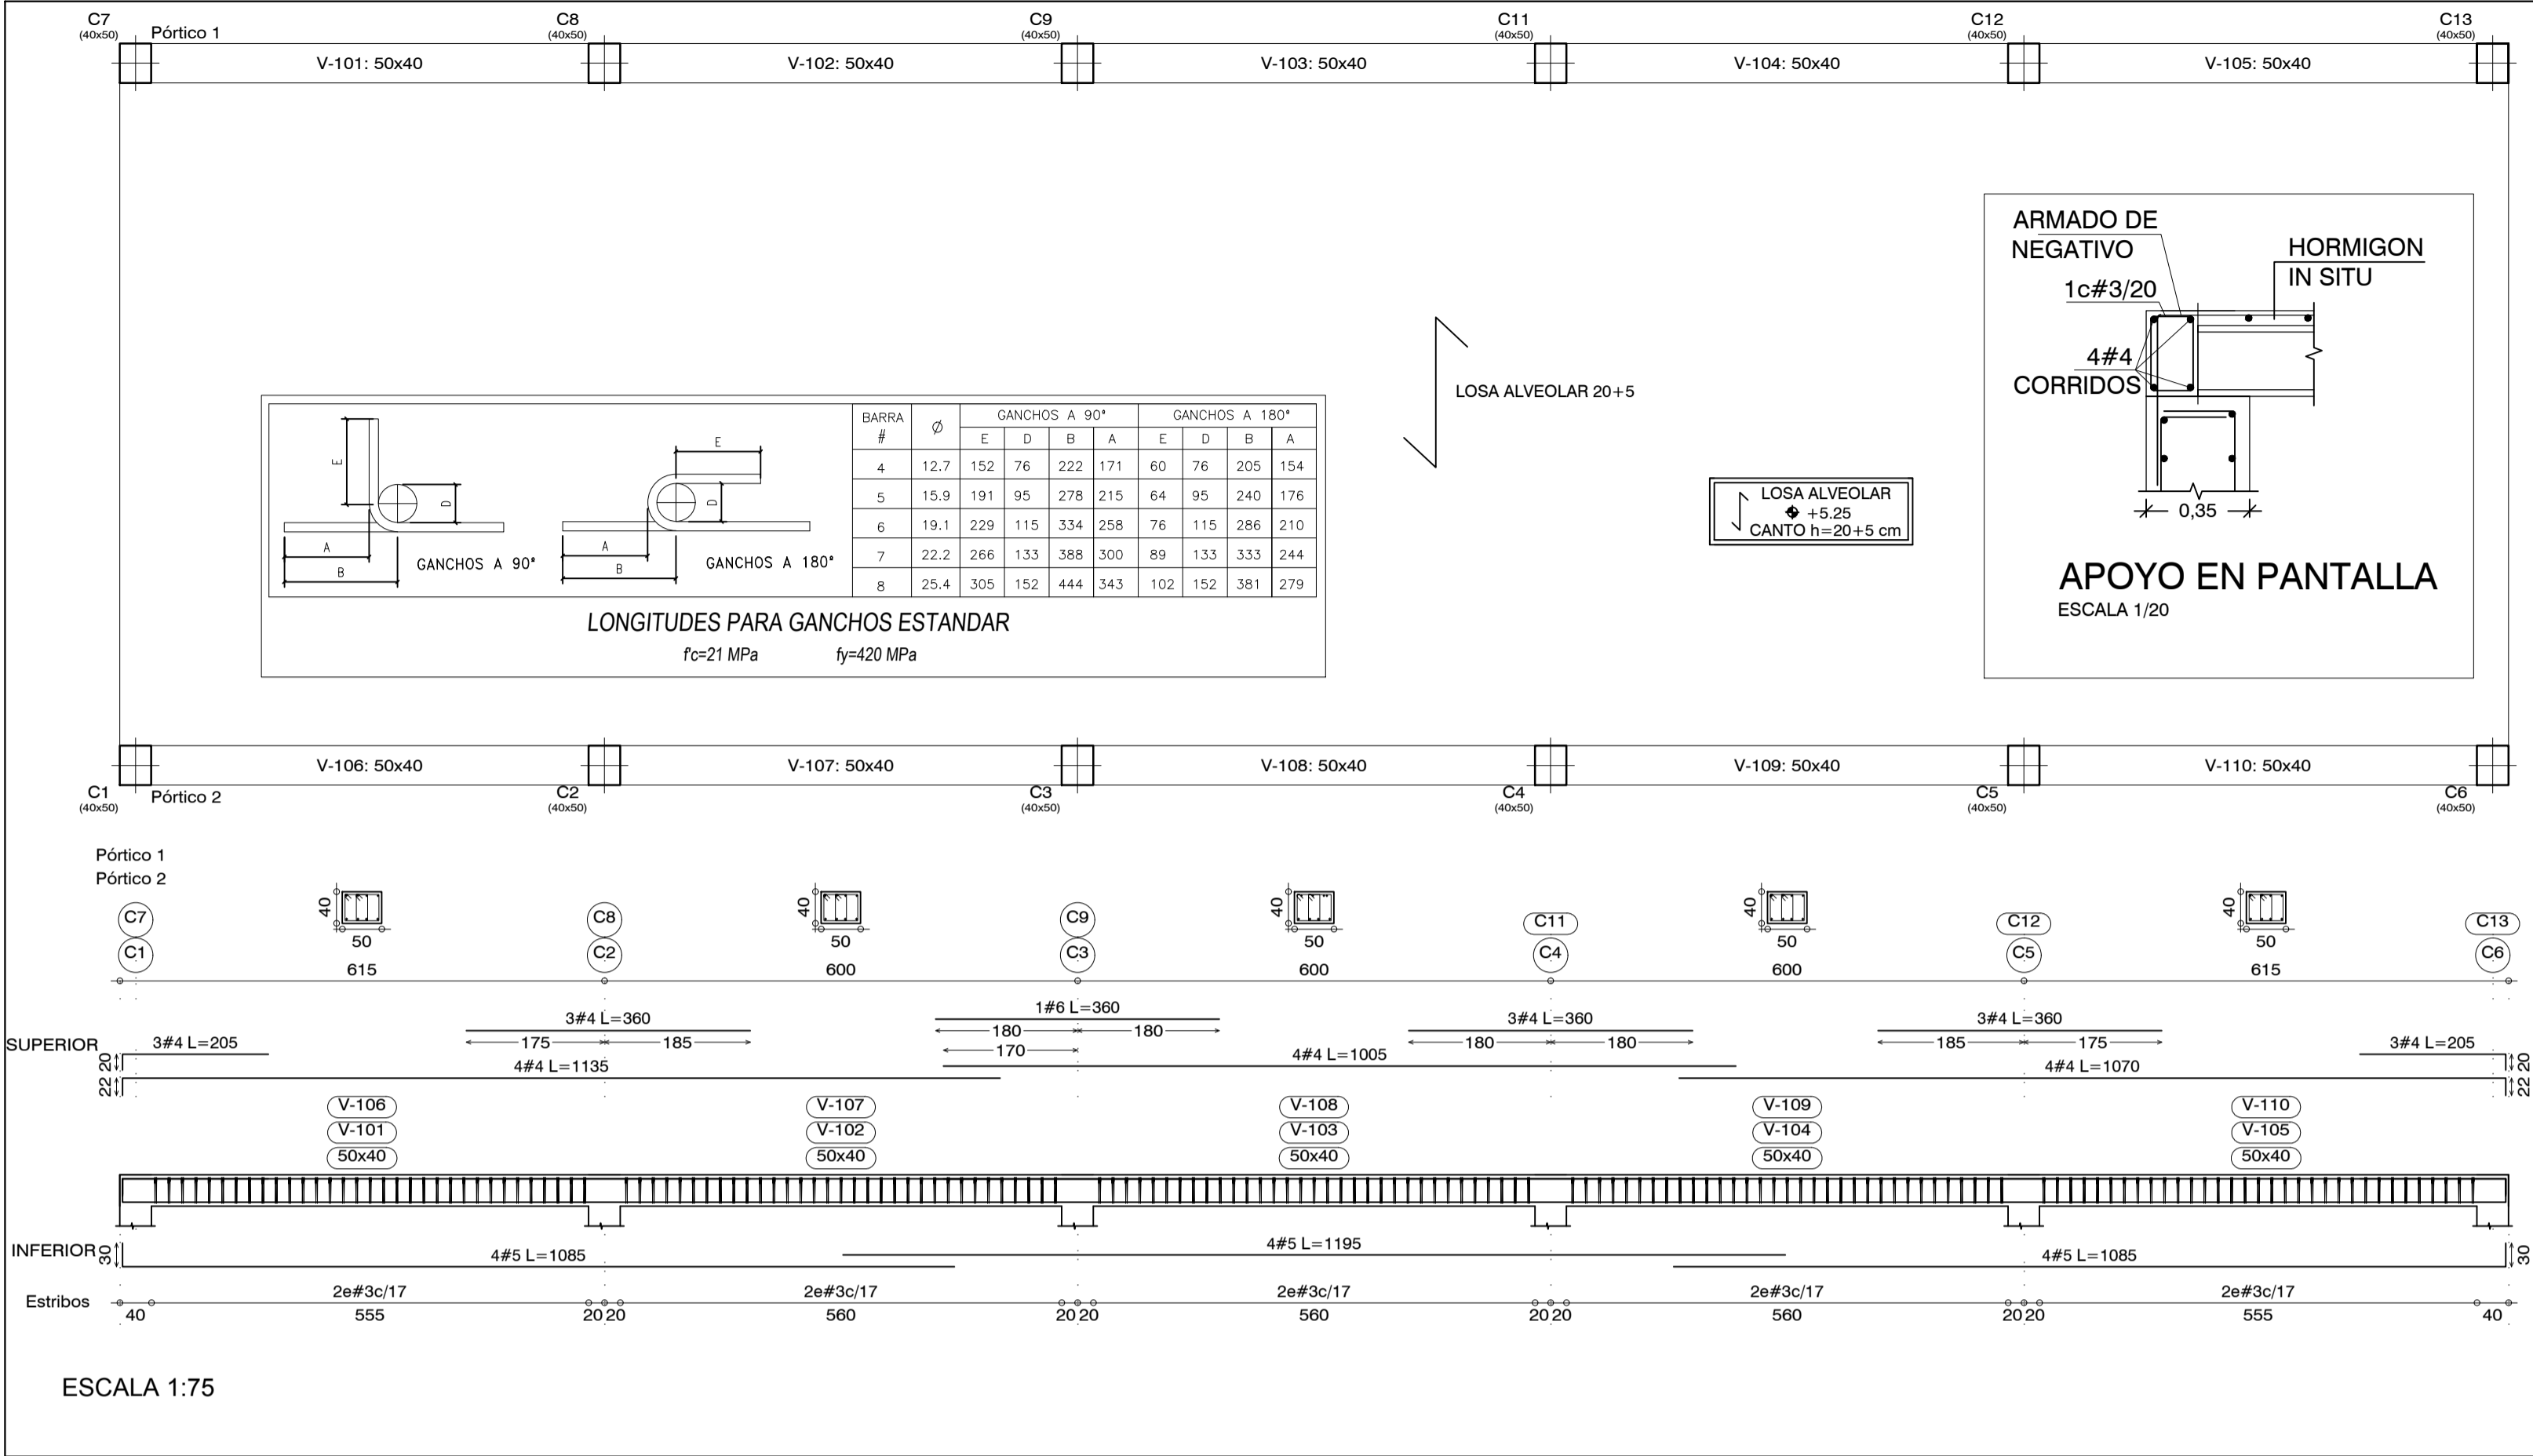 C7
(40x50)
Pórtico 1
C8
(40x50)
C9
(40x50)
C11
(40x50)
C12
(40x50)
C13
(40x50)
V-101: 50x40
V-102: 50x40
V-103: 50x40
V-104: 50x40
V-105: 50x40
ARMADO DE
NEGATIVO
HORMIGON
IN SITU
1c#3/20
4#4
CORRIDOS
0,35
APOYO EN PANTALLA
ESCALA 1/20
LOSA ALVEOLAR 20+5
LOSA ALVEOLAR
+5.25
CANTO h=20+5 cm
E
D
A
B
GANCHOS A 90°
E
D
A
B
GANCHOS A 180°
BARRA # Ø GANCHOS A 90° GANCHOS A 180°
E D B A E D B A
4 12.7 152 76 222 171 60 76 205 154
5 15.9 191 95 278 215 64 95 240 176
6 19.1 229 115 334 258 76 115 286 210
7 22.2 266 133 388 300 89 133 333 244
8 25.4 305 152 444 343 102 152 381 279
LONGITUDES PARA GANCHOS ESTANDAR
f'c=21 MPa fy=420 MPa
V-106: 50x40
V-107: 50x40
V-108: 50x40
V-109: 50x40
V-110: 50x40
C1
(40x50)
Pórtico 2
C2
(40x50)
C3
(40x50)
C4
(40x50)
C5
(40x50)
C6
(40x50)
Pórtico 1
Pórtico 2
40 40 40 40 40
C7 C8 C9 C11 C12 C13
50 50 50 50 50
C1 C2 C3 C4 C5 C6
615 600 600 600 615
1#6 L=360
3#4 L=360 3#4 L=360 3#4 L=360
180 180
SUPERIOR
3#4 L=205
175 185
170
180 180
185 175
3#4 L=205
20
4#4 L=1005
20
22
4#4 L=1135
4#4 L=1070
22
V-106 V-107 V-108 V-109 V-110
V-101 V-102 V-103 V-104 V-105
50x40 50x40 50x40 50x40 50x40
INFERIOR
30
4#5 L=1085
4#5 L=1195
4#5 L=1085
30
Estribos
2e#3c/17 2e#3c/17 2e#3c/17 2e#3c/17 2e#3c/17
40 555 20 20 560 20 20 560 20 20 560 20 20 555 40
ESCALA 1:75